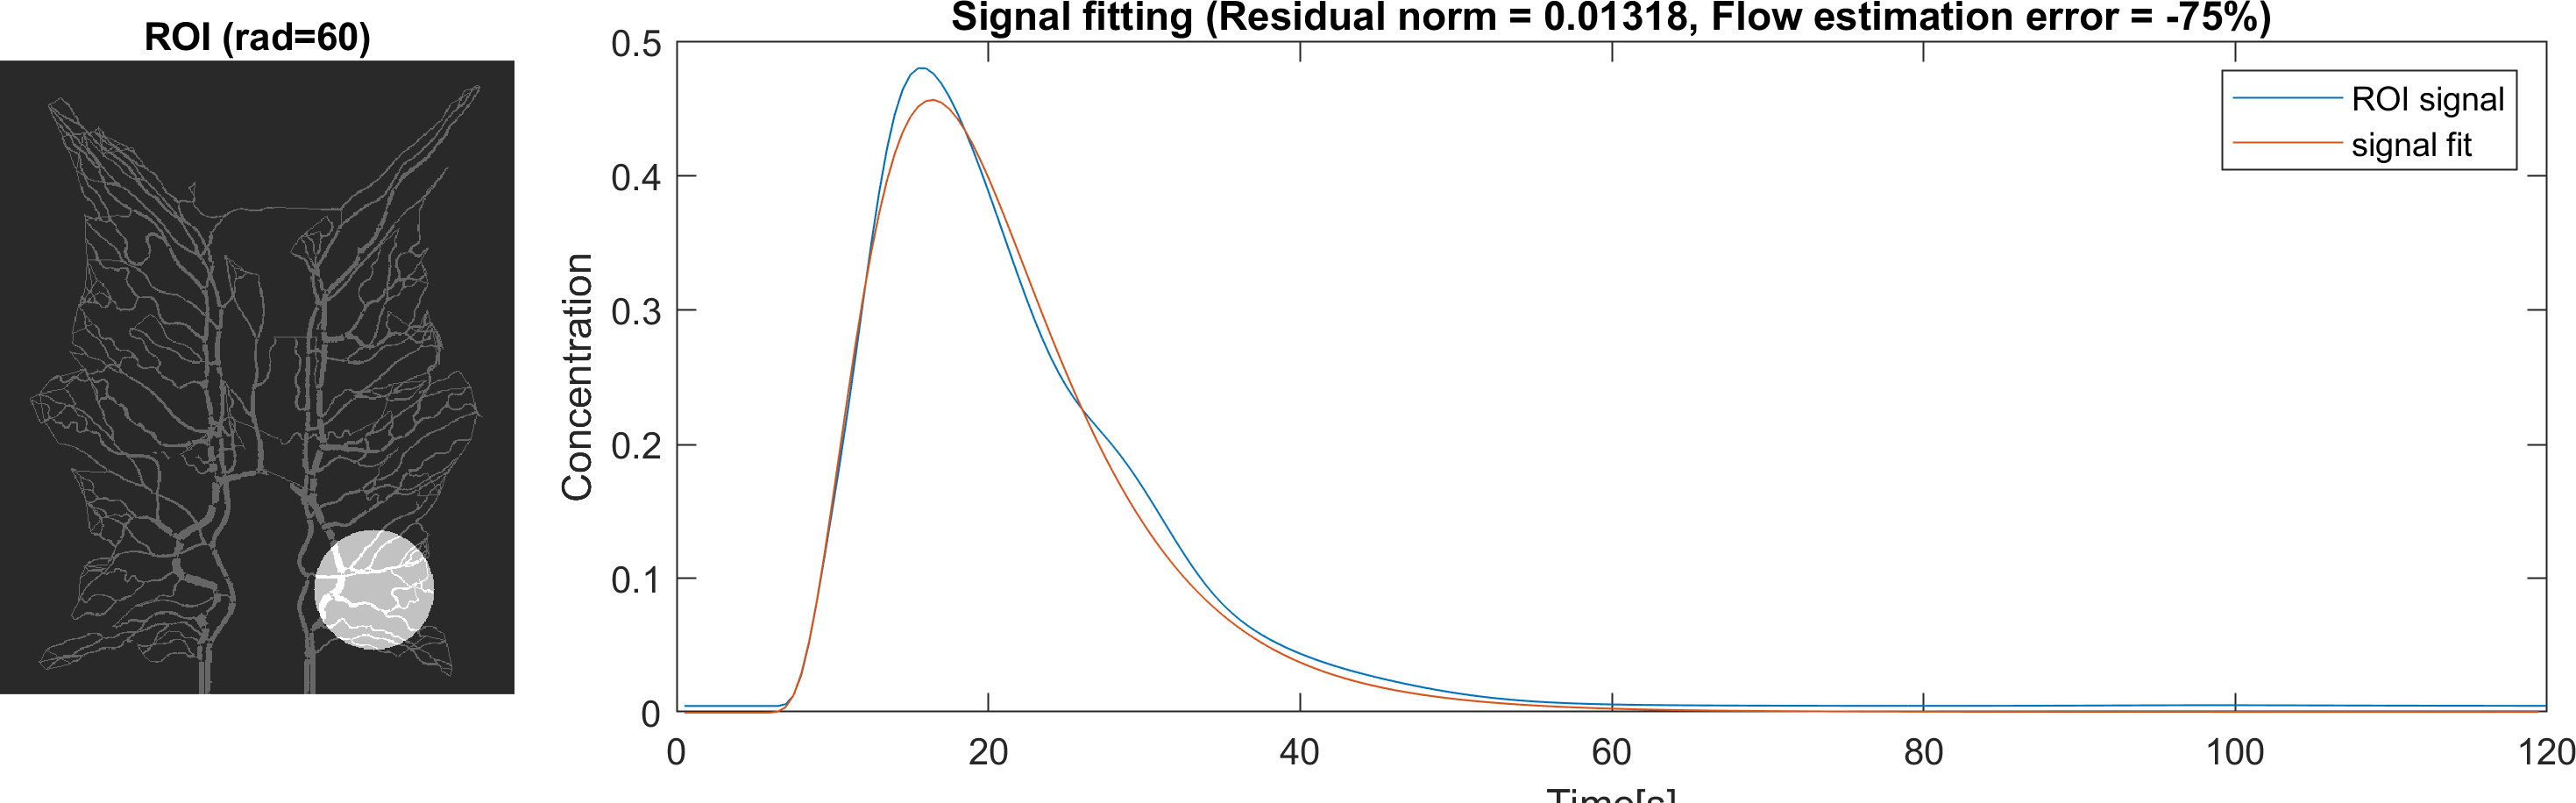 ROI (rad=60)
Signal fitting (Residual norm = 0.01318, Flow estimation error = -75%)
Concentration
0.5
0.4
0.3
0.2
0.1
0
0 20 40 60 80 100 120
Time[s]
ROI signal
signal fit